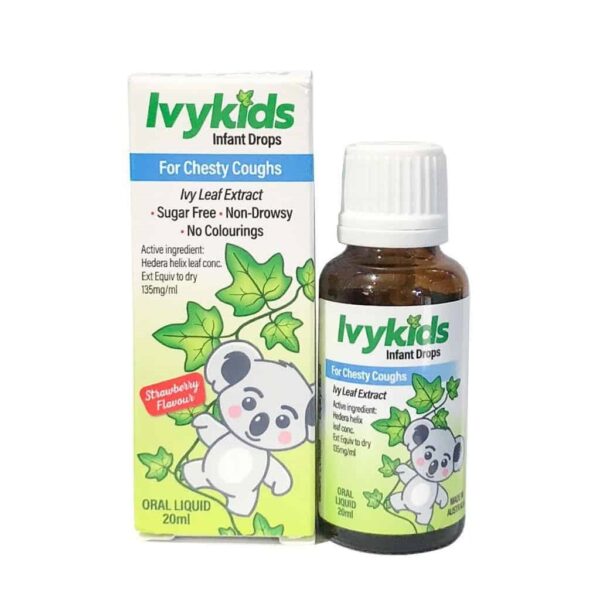 Ivykids
Infant Drops
For Chesty Coughs
Ivy Leaf Extract
• Sugar Free • Non-Drowsy
• No Colourings
Active ingredient:
Hedera helix leaf conc.
Ext Equiv to dry
135mg/ml
Strawberry
Flavour
ORAL LIQUID
20ml
Ivykids
Infant Drops
For Chesty Coughs
Ivy Leaf Extract
Active ingredient:
Hedera helix
leaf conc.
Ext Equiv to dry
135mg/ml
ORAL
LIQUID
20ml
MADE IN